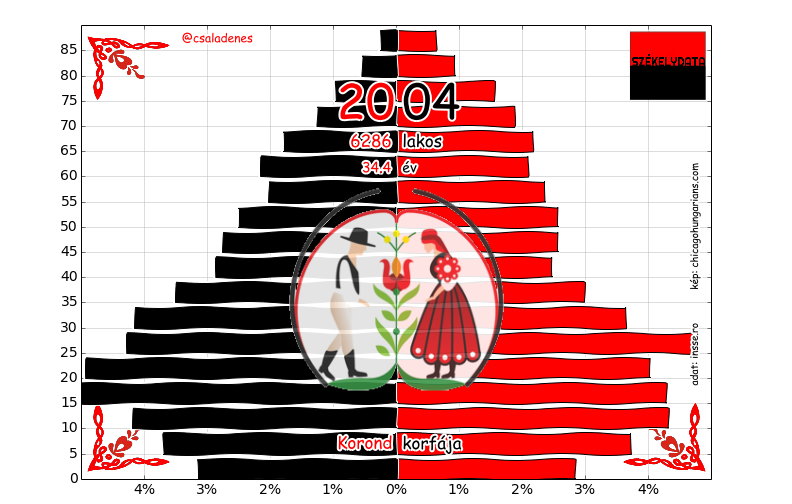 @csaladenes
SZÉKELYDATA
2004
6286 lakos
34.4 év
kép: chicagohungarians.com
adat: insse.ro
Korond korfája
85
80
75
70
65
60
55
50
45
40
35
30
25
20
15
10
5
0
4% 3% 2% 1% 0% 1% 2% 3% 4%